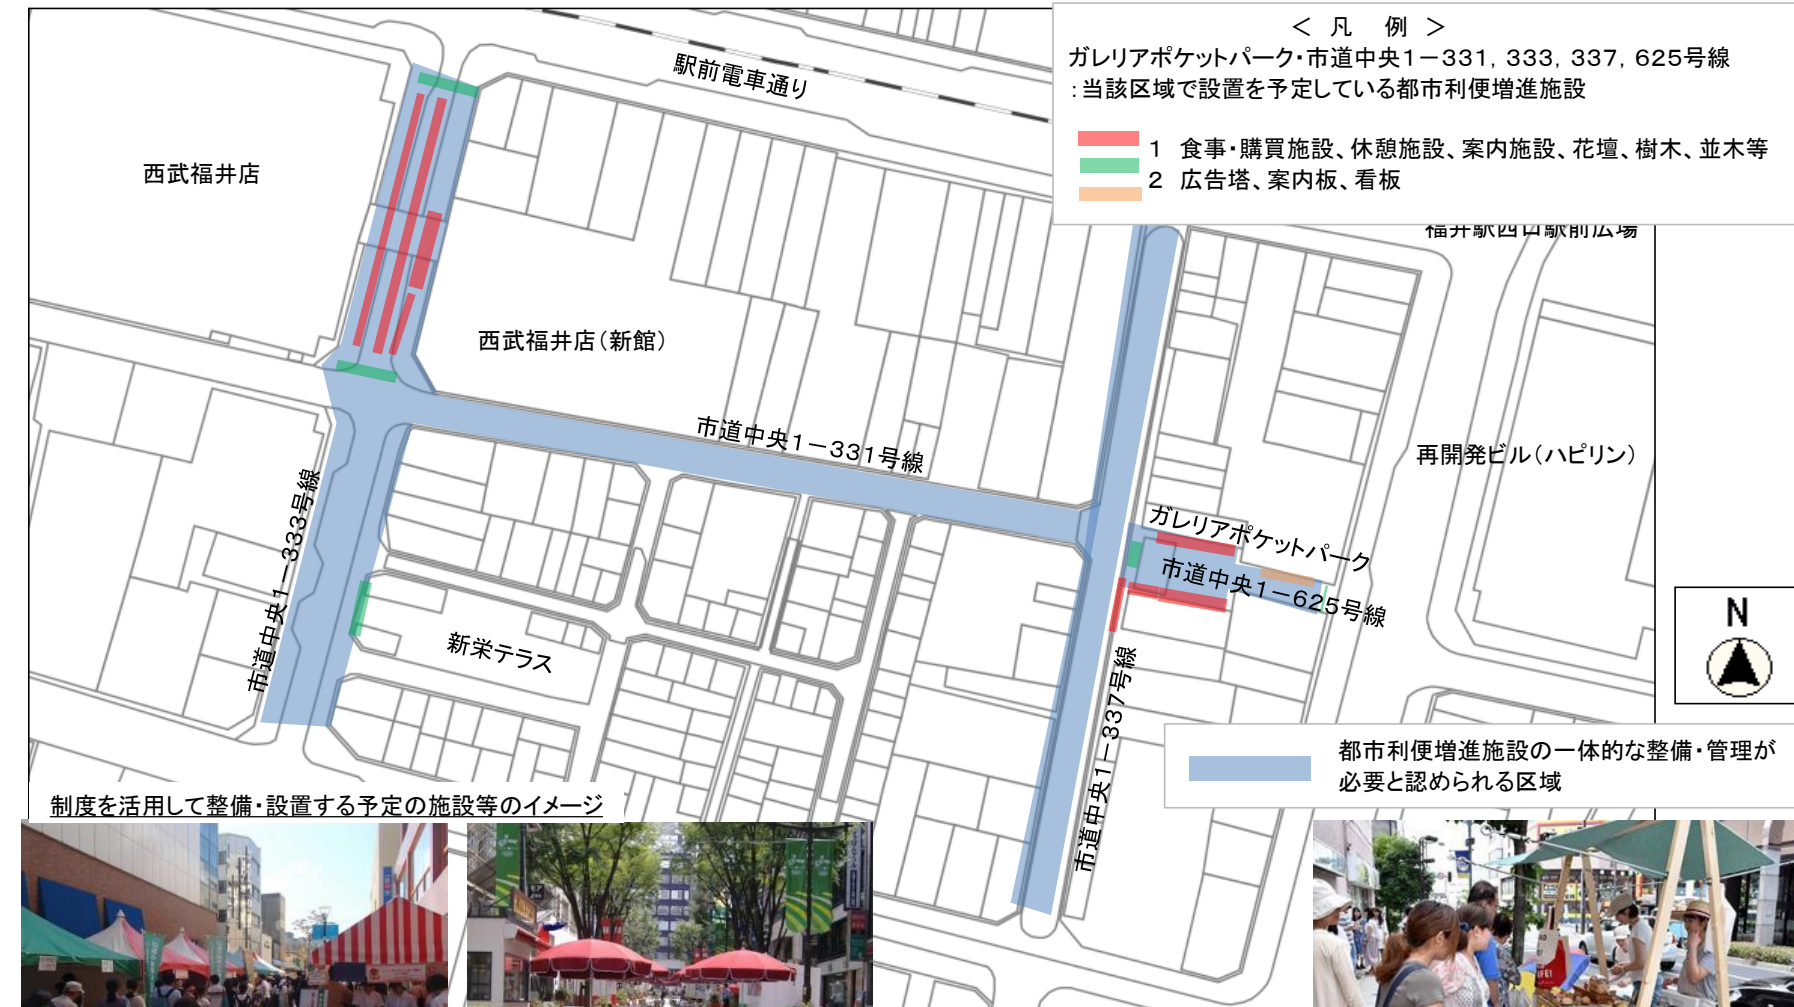 ＜ 凡　例 ＞
ガレリアポケットパーク・市道中央１－３３１，３３３，３３７，６２５号線
：当該区域で設置を予定している都市利便増進施設
１　食事・購買施設、休憩施設、案内施設、花壇、樹木、並木等
２　広告塔、案内板、看板
駅前電車通り
西武福井店
福井駅西口駅前広場
西武福井店（新館）
市道中央１－３３１号線
再開発ビル（ハピリン）
市道中央１－３３３号線
ガレリアポケットパーク
市道中央１－６２５号線
新栄テラス
市道中央１－３３７号線
N
都市利便増進施設の一体的な整備・管理が
必要と認められる区域
制度を活用して整備・設置する予定の施設等のイメージ